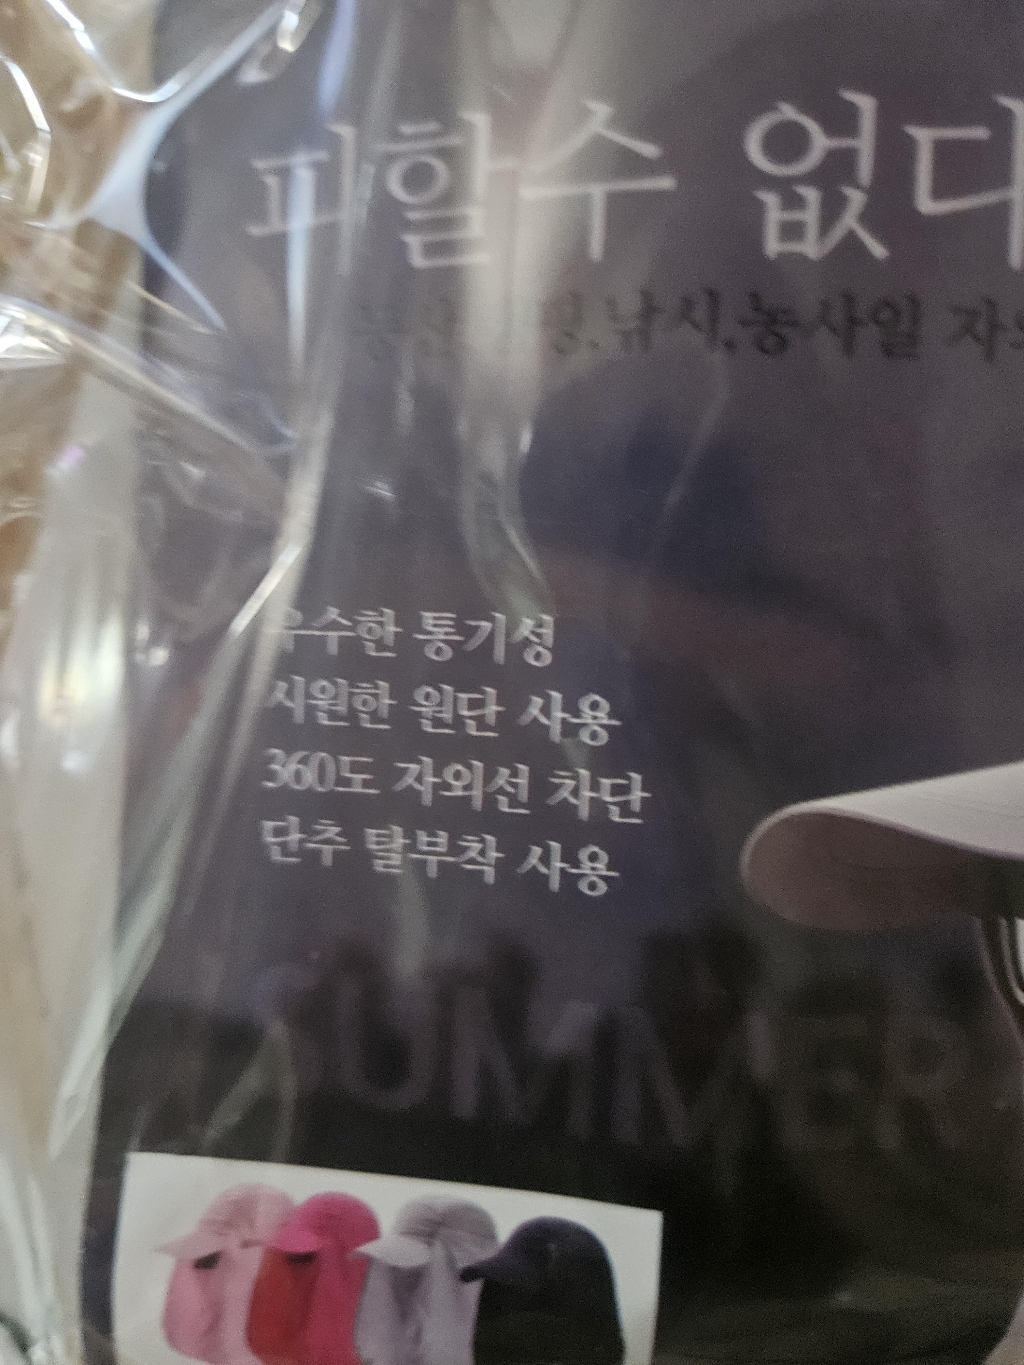 피할수 없다
낚시,농사일
우수한 통기성
시원한 원단 사용
360도 자외선 차단
단추 탈부착 사용
SUMMER